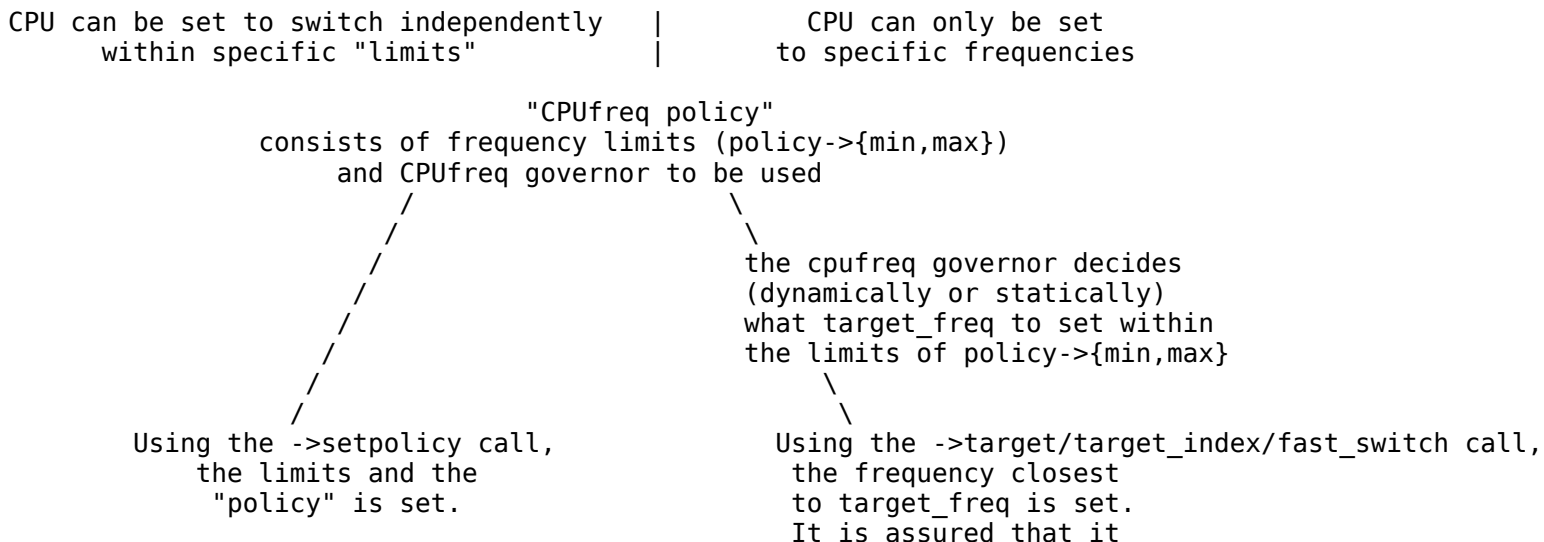 CPU can be set to switch independently | CPU can only be set
within specific "limits" | to specific frequencies
"CPUfreq policy"
consists of frequency limits (policy->{min,max})
and CPUfreq governor to be used
/ \
/ \
/ the cpufreq governor decides
/ (dynamically or statically)
/ what target_freq to set within
/ the limits of policy->{min,max}
/ \
/ \
Using the ->setpolicy call, Using the ->target/target_index/fast_switch call,
the limits and the the frequency closest
"policy" is set. to target_freq is set.
It is assured that it